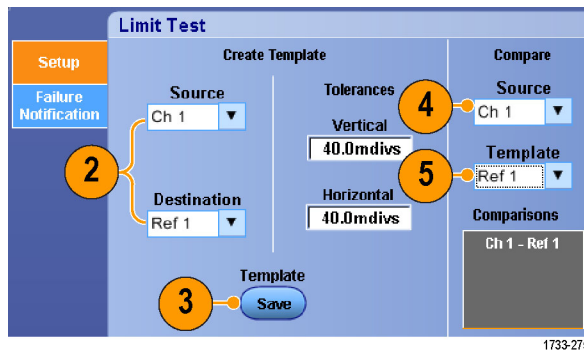 Limit Test
Setup
Failure
Notification
Create Template
Source
Ch 1
2
Destination
Ref 1
Tolerances
Vertical
40.0mdivs
Horizontal
40.0mdivs
Template
3
Save
Compare
Source
4
Ch 1
Template
5
Ref 1
Comparisons
Ch 1 - Ref 1
1733-27